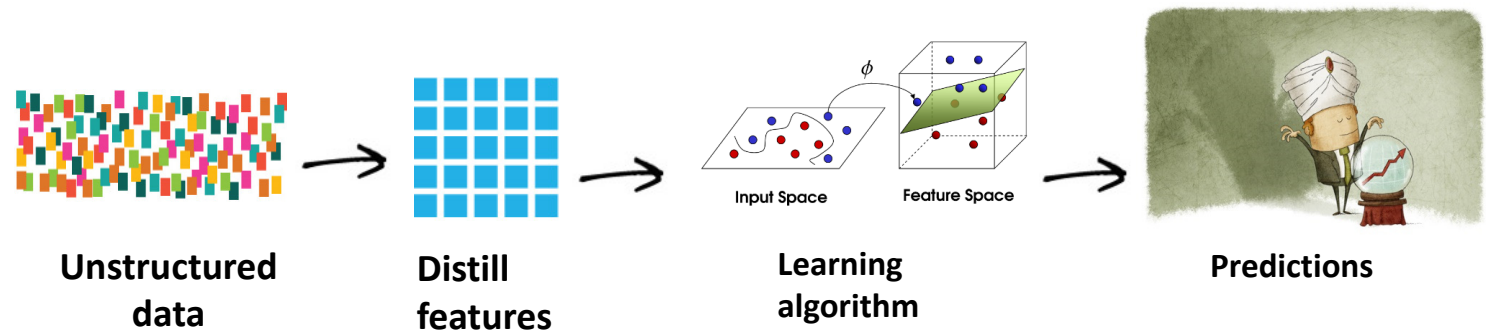 ϕ
Input Space
Feature Space
Unstructured
data
Distill
features
Learning
algorithm
Predictions